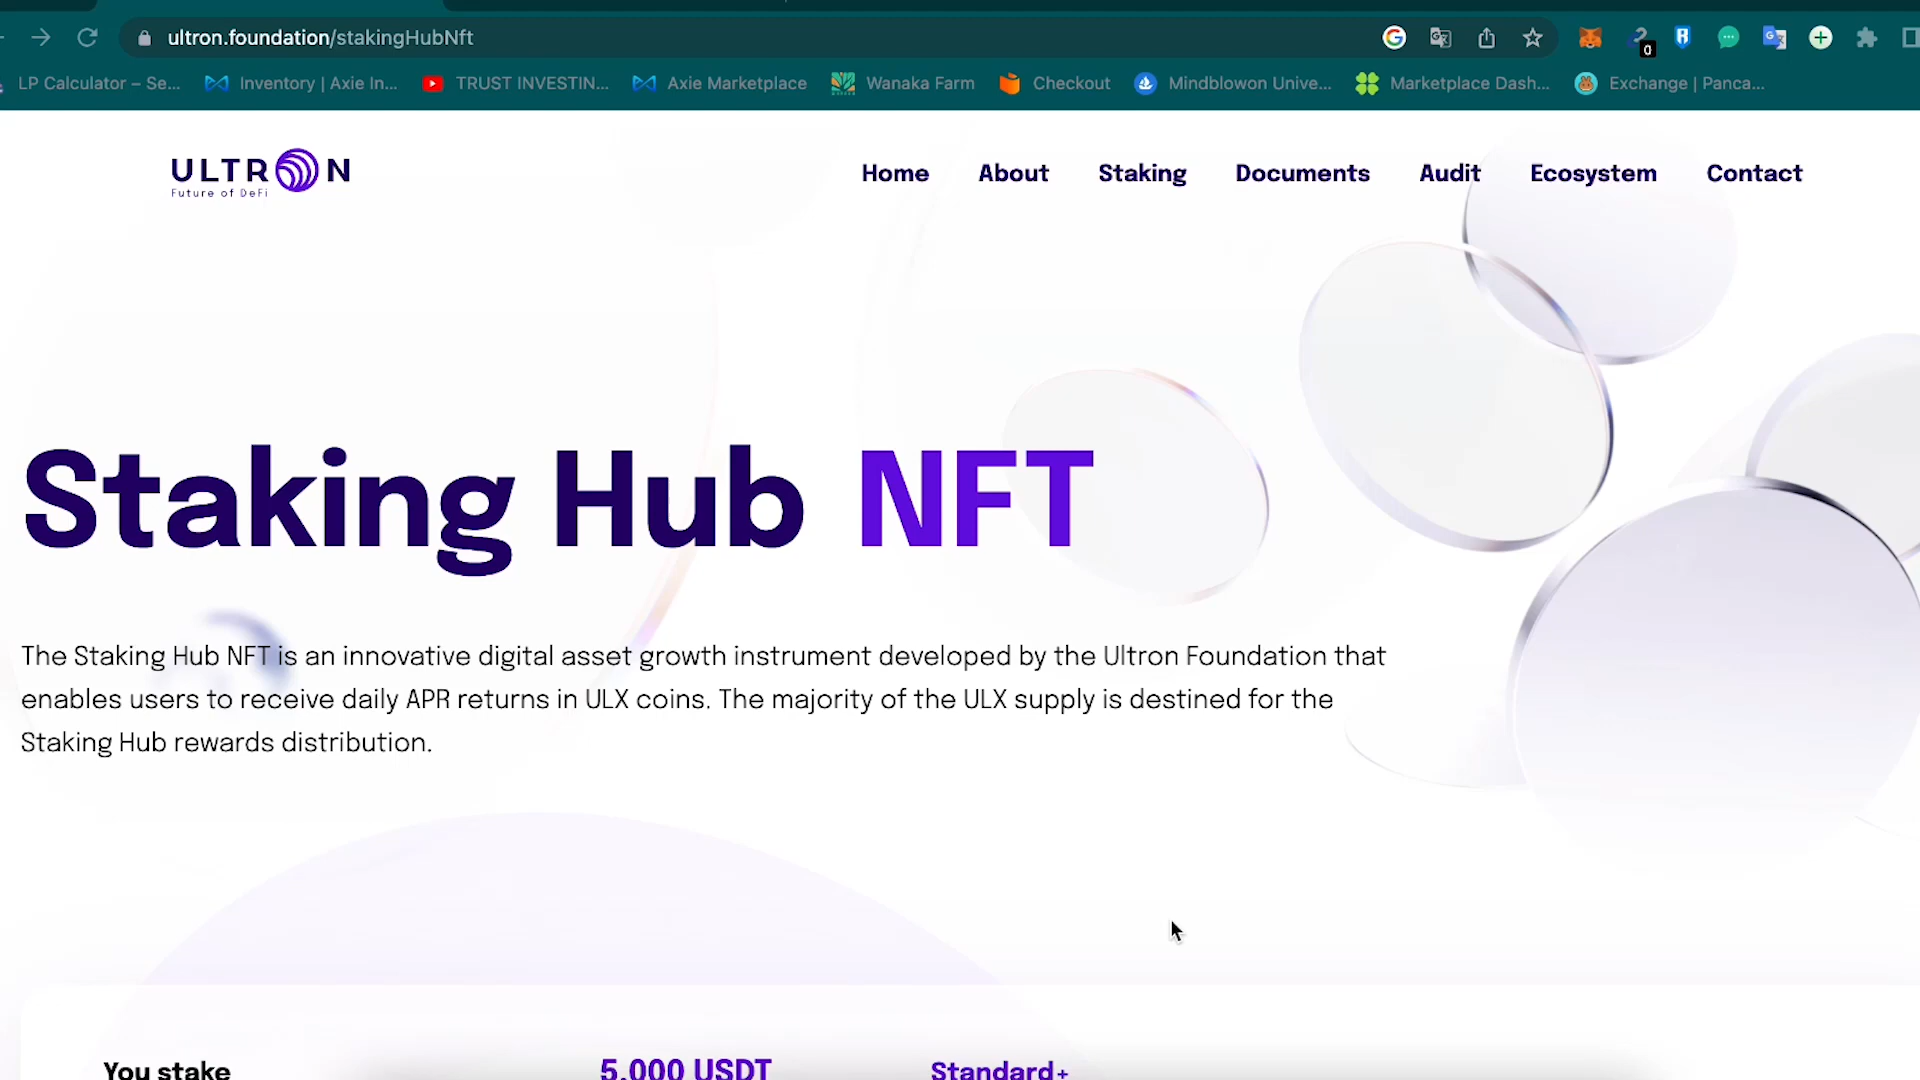 ultron.foundation/stakingHubNft
0
LP Calculator – Se...
Inventory | Axie In...
TRUST INVESTIN...
Axie Marketplace
Wanaka Farm
Checkout
Mindblowon Unive...
Marketplace Dash...
Exchange | Panca...
ULTRON
Future of DeFi
Home
About
Staking
Documents
Audit
Ecosystem
Contact
Staking Hub NFT
The Staking Hub NFT is an innovative digital asset growth instrument developed by the Ultron Foundation that
enables users to receive daily APR returns in ULX coins. The majority of the ULX supply is destined for the
Staking Hub rewards distribution.
You stake
5.000 USDT
Standard+